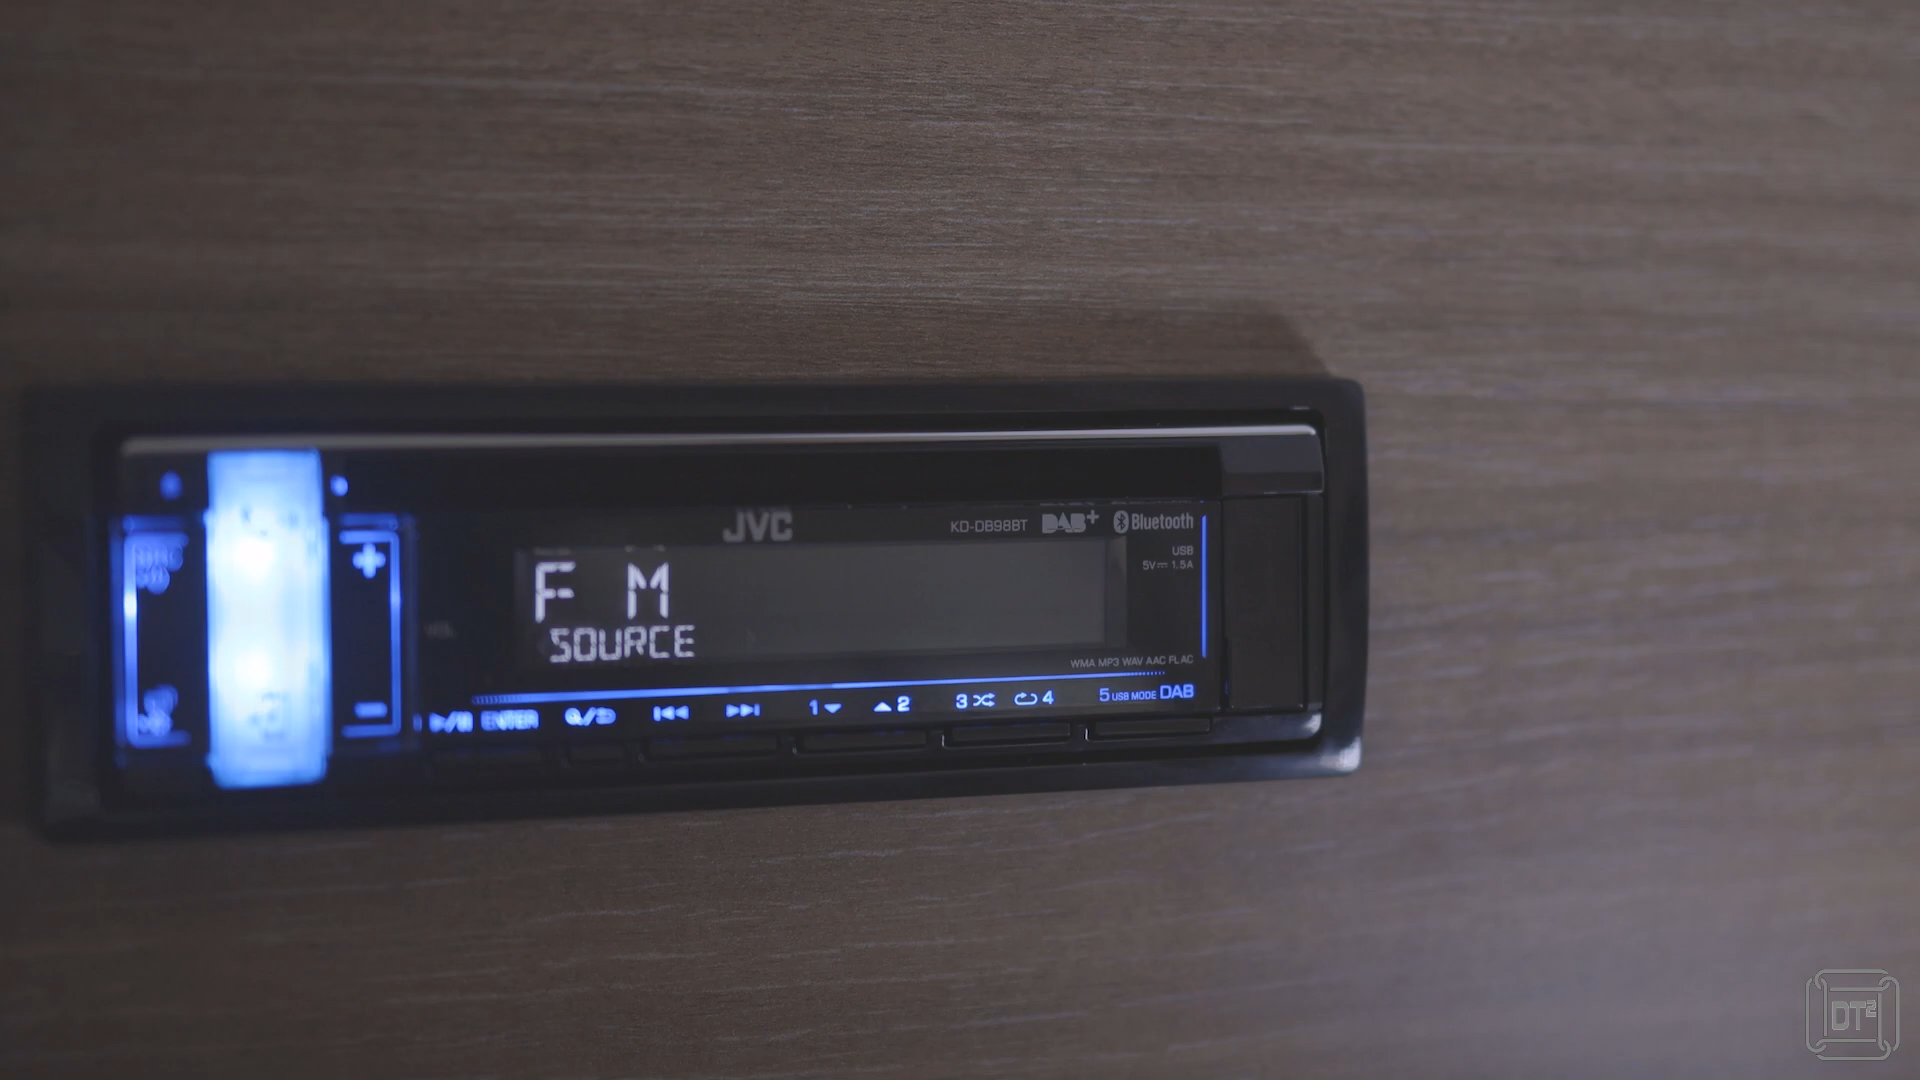 JVC
KD-DB98BT DAB+ Bluetooth
USB
5V 1.5A
F M
SOURCE
VOL
WMA MP3 WAV AAC FLAC
ENTER 1 2 3 4 5 USB MODE DAB
DT²